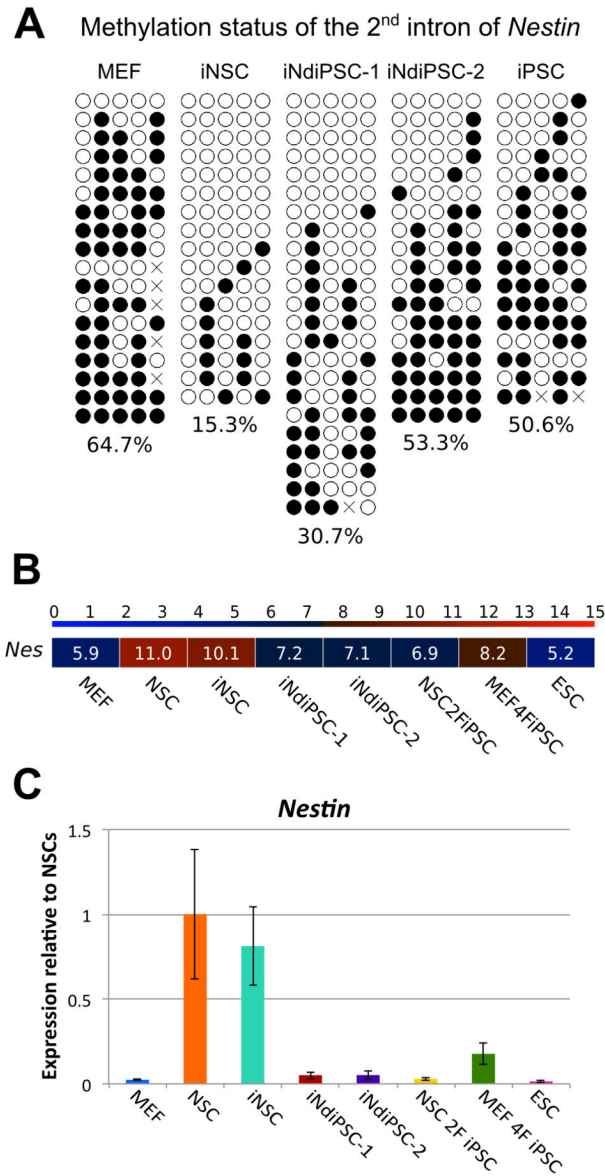 A Methylation status of the 2nd intron of Nestin
MEF iNSC iNdiPSC-1 iNdiPSC-2 iPSC
64.7% 15.3% 30.7% 53.3% 50.6%
B
0 1 2 3 4 5 6 7 8 9 10 11 12 13 14 15
Nes 5.9 11.0 10.1 7.2 7.1 6.9 8.2 5.2
MEF NSC iNSC iNdiPSC-1 iNdiPSC-2 NSC2FiPSC MEF4FiPSC ESC
C
Nestin
Expression relative to NSCs
1.5
1
0.5
0
MEF NSC iNSC iNdiPSC-1 iNdiPSC-2 NSC 2F iPSC MEF 4F iPSC ESC